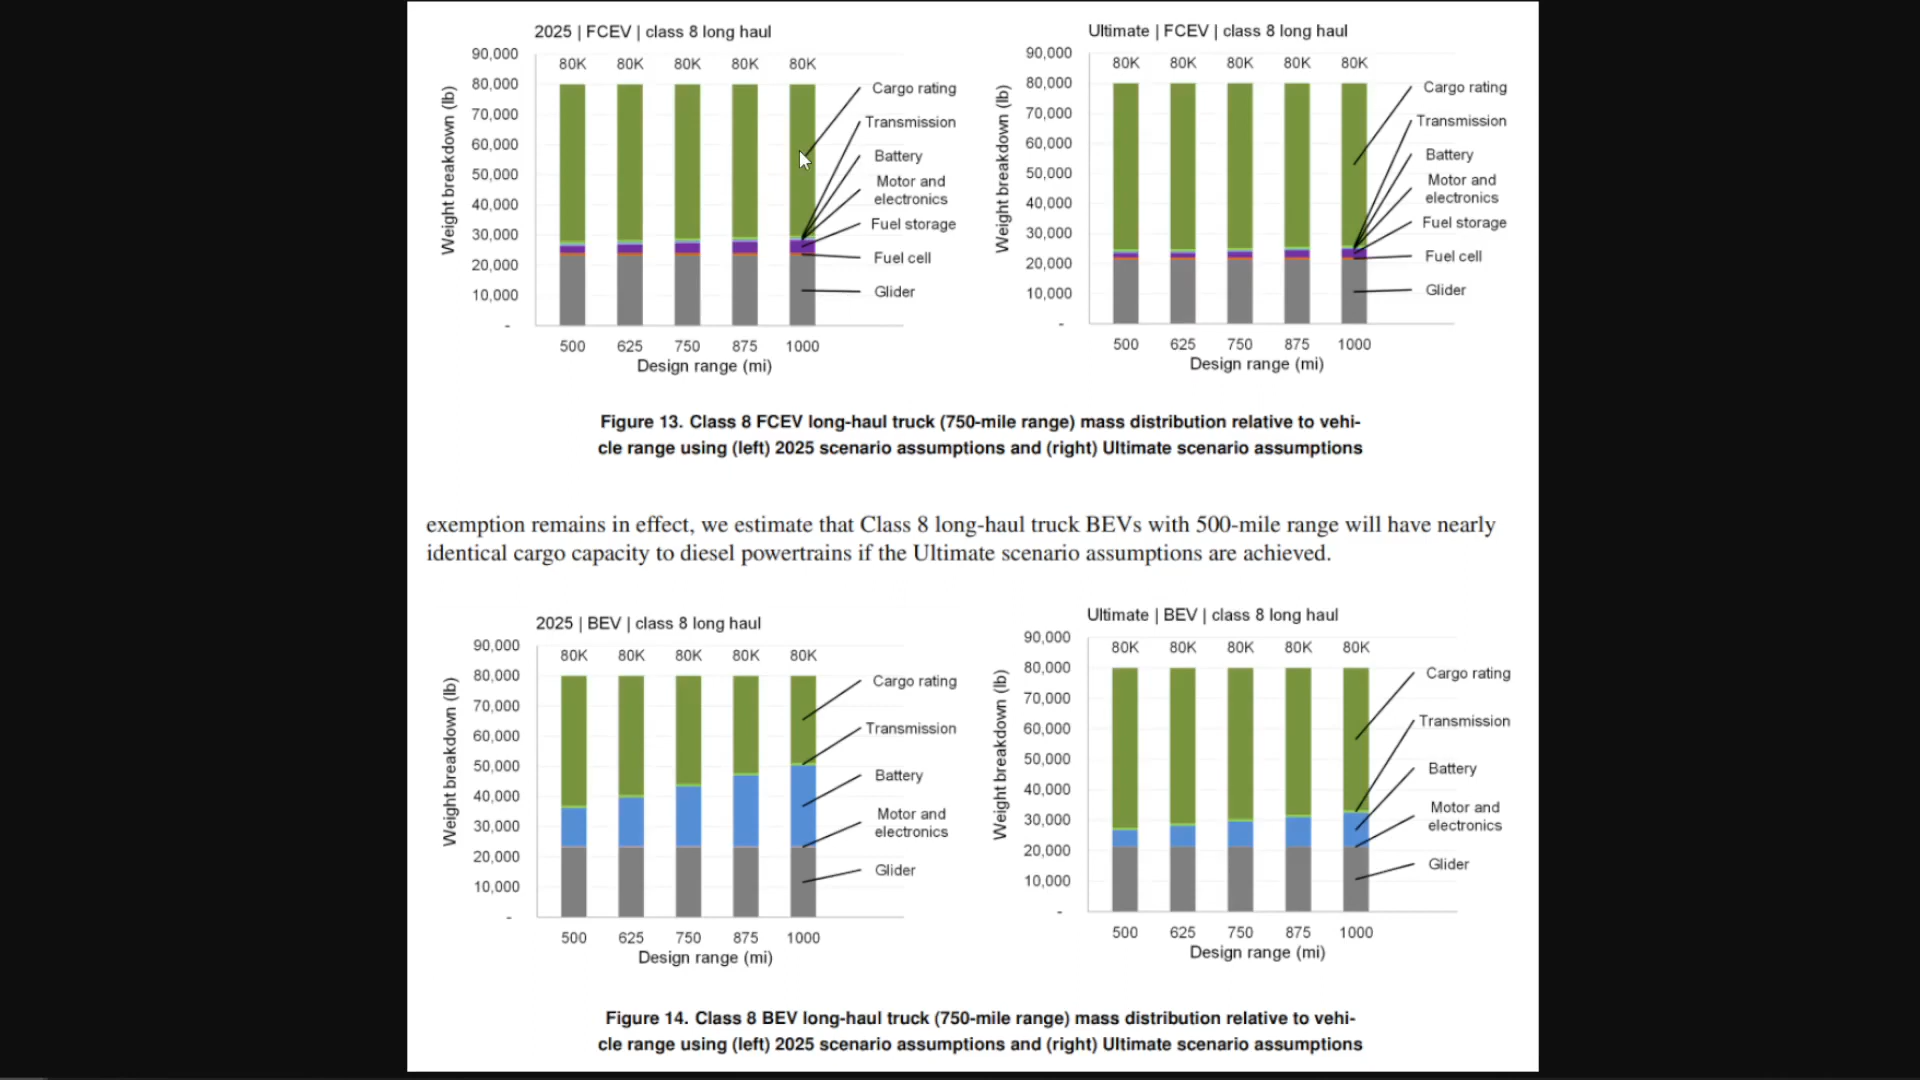 2025 | FCEV | class 8 long haul
90,000
80,000
70,000
60,000
50,000
40,000
30,000
20,000
10,000
-
Weight breakdown (lb)
80K 80K 80K 80K 80K
Cargo rating
Transmission
Battery
Motor and
electronics
Fuel storage
Fuel cell
Glider
500 625 750 875 1000
Design range (mi)
Ultimate | FCEV | class 8 long haul
90,000
80,000
70,000
60,000
50,000
40,000
30,000
20,000
10,000
-
Weight breakdown (lb)
80K 80K 80K 80K 80K
Cargo rating
Transmission
Battery
Motor and
electronics
Fuel storage
Fuel cell
Glider
500 625 750 875 1000
Design range (mi)
Figure 13. Class 8 FCEV long-haul truck (750-mile range) mass distribution relative to vehi-
cle range using (left) 2025 scenario assumptions and (right) Ultimate scenario assumptions
exemption remains in effect, we estimate that Class 8 long-haul truck BEVs with 500-mile range will have nearly
identical cargo capacity to diesel powertrains if the Ultimate scenario assumptions are achieved.
2025 | BEV | class 8 long haul
90,000
80,000
70,000
60,000
50,000
40,000
30,000
20,000
10,000
-
Weight breakdown (lb)
80K 80K 80K 80K 80K
Cargo rating
Transmission
Battery
Motor and
electronics
Glider
500 625 750 875 1000
Design range (mi)
Ultimate | BEV | class 8 long haul
90,000
80,000
70,000
60,000
50,000
40,000
30,000
20,000
10,000
-
Weight breakdown (lb)
80K 80K 80K 80K 80K
Cargo rating
Transmission
Battery
Motor and
electronics
Glider
500 625 750 875 1000
Design range (mi)
Figure 14. Class 8 BEV long-haul truck (750-mile range) mass distribution relative to vehi-
cle range using (left) 2025 scenario assumptions and (right) Ultimate scenario assumptions